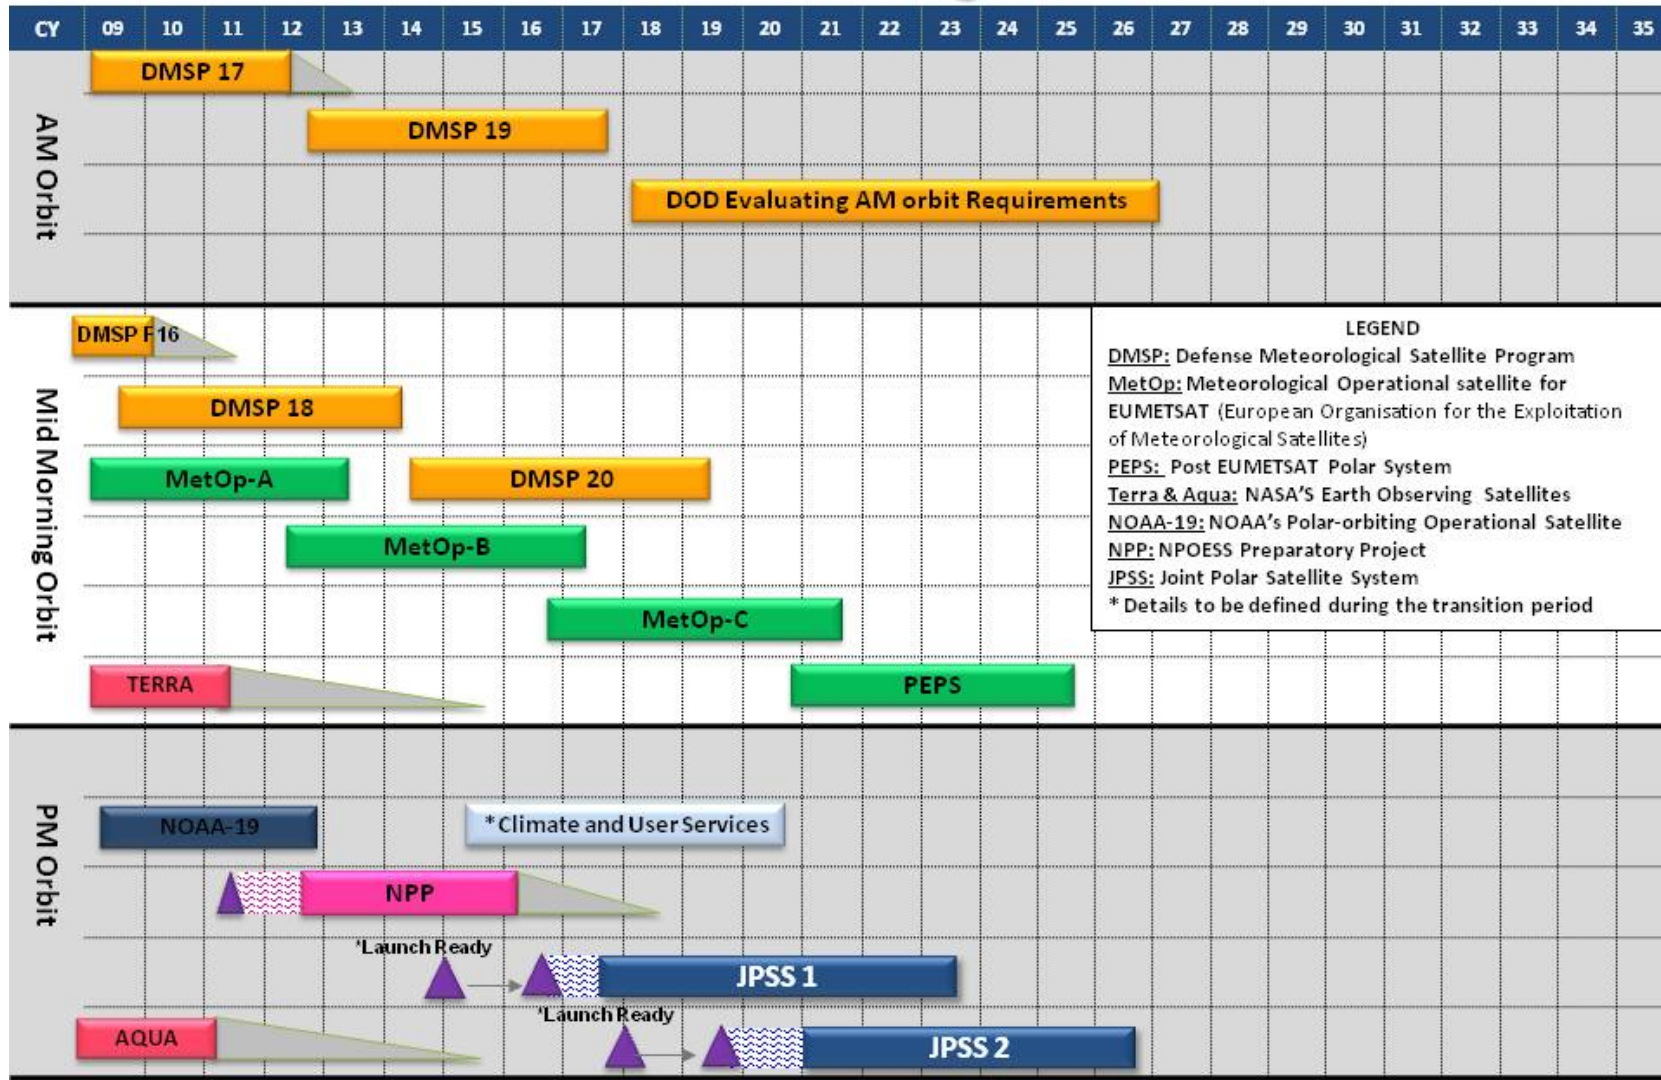 CY 09 10 11 12 13 14 15 16 17 18 19 20 21 22 23 24 25 26 27 28 29 30 31 32 33 34 35
AM Orbit
DMSP 17
DMSP 19
DOD Evaluating AM orbit Requirements
Mid Morning Orbit
DMSP F16
DMSP 18
MetOp-A
DMSP 20
MetOp-B
MetOp-C
TERRA
PEPS
LEGEND
DMSP: Defense Meteorological Satellite Program
MetOp: Meteorological Operational satellite for
EUMETSAT (European Organisation for the Exploitation
of Meteorological Satellites)
PEPS: Post EUMETSAT Polar System
Terra & Aqua: NASA'S Earth Observing Satellites
NOAA-19: NOAA's Polar-orbiting Operational Satellite
NPP: NPOESS Preparatory Project
JPSS: Joint Polar Satellite System
* Details to be defined during the transition period
PM Orbit
NOAA-19
*Climate and User Services
NPP
*Launch Ready
JPSS 1
*Launch Ready
AQUA
JPSS 2